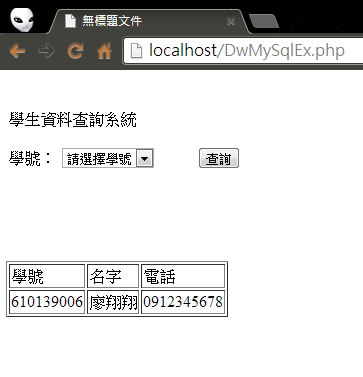 無標題文件
localhost/DwMySqlEx.php
學生資料查詢系統
學號： 請選擇學號 查詢
學號 名字 電話
610139006 廖翔翔 0912345678